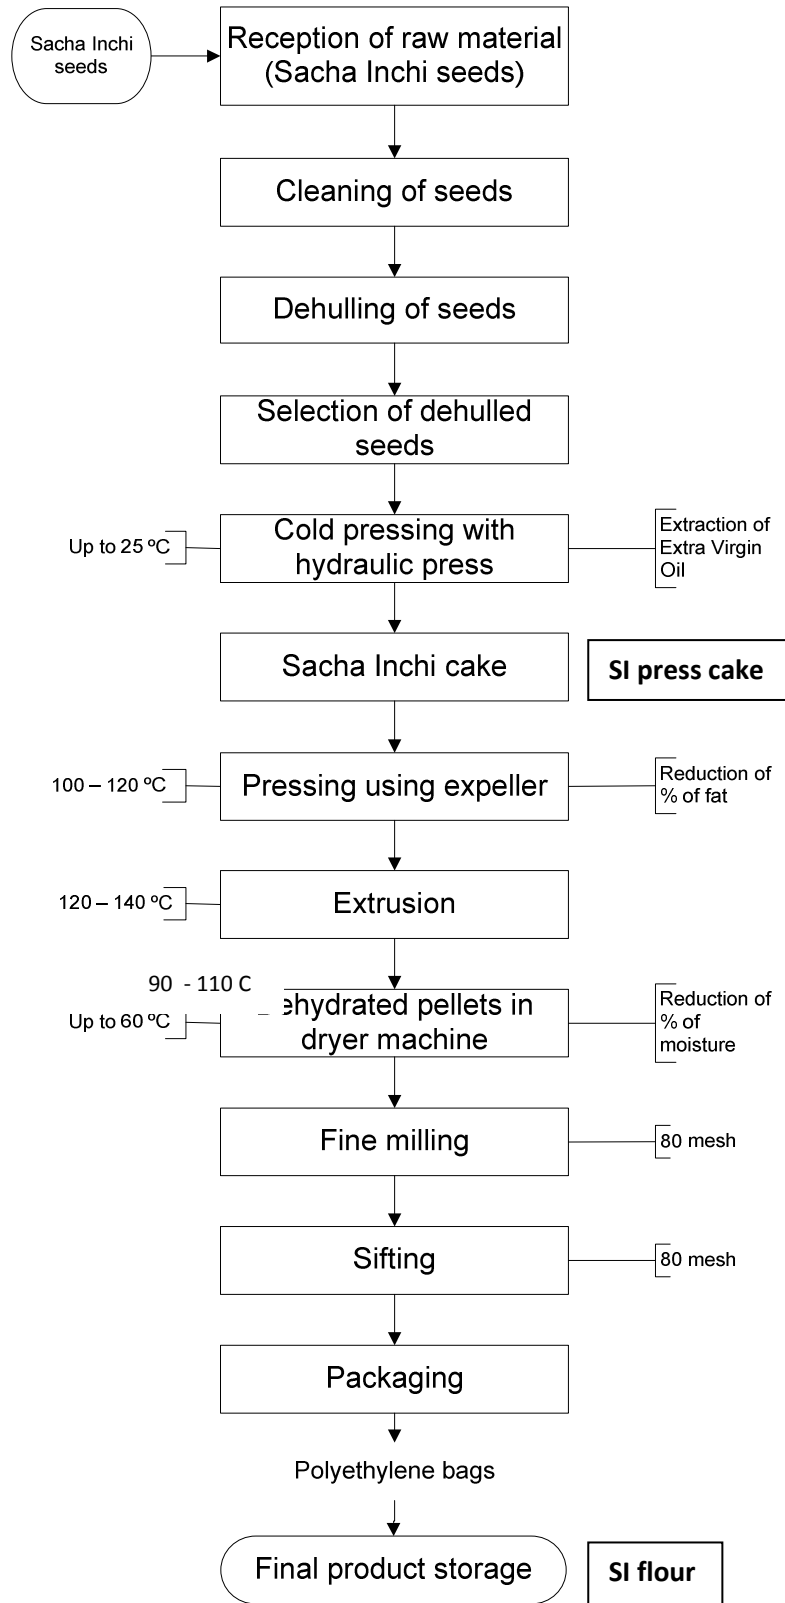 Sacha Inchi
seeds
Reception of raw material
(Sacha Inchi seeds)
Cleaning of seeds
Dehulling of seeds
Selection of dehulled
seeds
Up to 25 ºC
Cold pressing with
hydraulic press
Extraction of
Extra Virgin
Oil
Sacha Inchi cake
SI press cake
100 – 120 ºC
Pressing using expeller
Reduction of
% of fat
120 – 140 ºC
Extrusion
90 - 110 C
Up to 60 ºC
ehydrated pellets in
dryer machine
Reduction of
% of
moisture
Fine milling
80 mesh
Sifting
80 mesh
Packaging
Polyethylene bags
Final product storage
SI flour